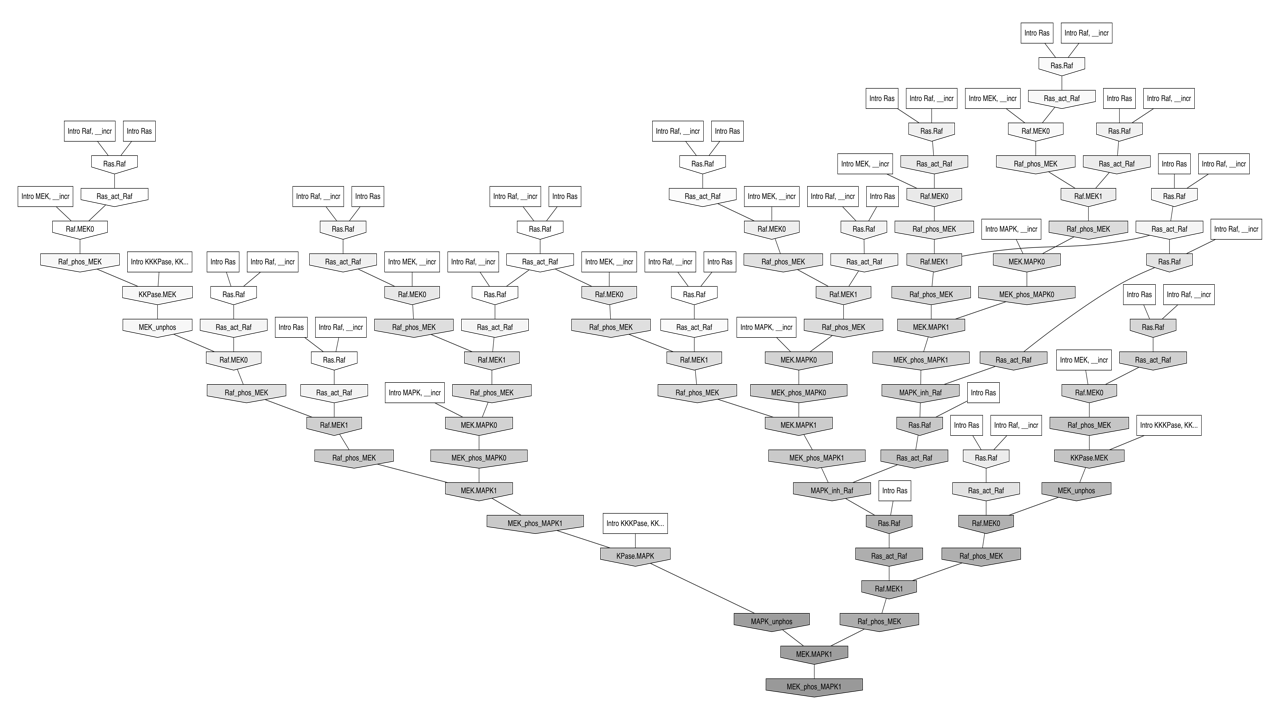 Intro Ras
Intro Raf, __incr
Ras.Raf
Intro Ras
Intro Raf, __incr
Intro MEK, __incr
Ras_act_Raf
Intro Ras
Intro Raf, __incr
Intro Raf, __incr
Intro Ras
Intro Raf, __incr
Intro Ras
Ras.Raf
Raf.MEK0
Ras.Raf
Ras.Raf
Ras.Raf
Intro MEK, __incr
Ras_act_Raf
Raf_phos_MEK
Ras_act_Raf
Intro Ras
Intro Raf, __incr
Intro MEK, __incr
Ras_act_Raf
Intro Raf, __incr
Intro Ras
Intro Raf, __incr
Intro Ras
Ras_act_Raf
Intro MEK, __incr
Intro Raf, __incr
Intro Ras
Raf.MEK0
Raf.MEK1
Ras.Raf
Raf.MEK0
Ras.Raf
Ras.Raf
Raf.MEK0
Ras.Raf
Raf_phos_MEK
Intro MAPK, __incr
Raf_phos_MEK
Ras_act_Raf
Intro Raf, __incr
Raf_phos_MEK
Intro KKKPase, KK...
Intro Ras
Intro Raf, __incr
Ras_act_Raf
Intro MEK, __incr
Intro Raf, __incr
Ras_act_Raf
Intro MEK, __incr
Intro Raf, __incr
Intro Ras
Raf_phos_MEK
Ras_act_Raf
Raf.MEK1
MEK.MAPK0
Ras.Raf
KKPase.MEK
Ras.Raf
Raf.MEK0
Ras.Raf
Raf.MEK0
Ras.Raf
Raf.MEK1
Raf_phos_MEK
MEK_phos_MAPK0
Intro Ras
Intro Raf, __incr
MEK_unphos
Ras_act_Raf
Intro Ras
Intro Raf, __incr
Raf_phos_MEK
Ras_act_Raf
Raf_phos_MEK
Ras_act_Raf
Intro MAPK, __incr
Raf_phos_MEK
MEK.MAPK1
Ras.Raf
Raf.MEK0
Ras.Raf
Raf.MEK1
Raf.MEK1
MEK.MAPK0
MEK_phos_MAPK1
Ras_act_Raf
Intro MEK, __incr
Ras_act_Raf
Raf_phos_MEK
Ras_act_Raf
Intro MAPK, __incr
Raf_phos_MEK
Raf_phos_MEK
MEK_phos_MAPK0
MAPK_inh_Raf
Intro Ras
Raf.MEK0
Raf.MEK1
MEK.MAPK0
MEK.MAPK1
Ras.Raf
Intro Ras
Intro Raf, __incr
Raf_phos_MEK
Intro KKKPase, KK...
Raf_phos_MEK
MEK_phos_MAPK0
MEK_phos_MAPK1
Ras_act_Raf
Ras.Raf
KKPase.MEK
MEK.MAPK1
MAPK_inh_Raf
Intro Ras
Ras_act_Raf
MEK_unphos
MEK_phos_MAPK1
Intro KKKPase, KK...
Ras.Raf
Raf.MEK0
KPase.MAPK
Ras_act_Raf
Raf_phos_MEK
Raf.MEK1
MAPK_unphos
Raf_phos_MEK
MEK.MAPK1
MEK_phos_MAPK1